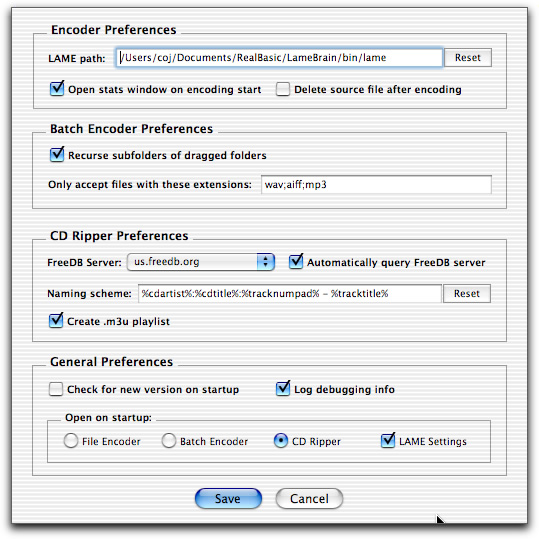 Encoder Preferences
LAME path: /Users/coj/Documents/RealBasic/LameBrain/bin/lame Reset
Open stats window on encoding start Delete source file after encoding
Batch Encoder Preferences
Recurse subfolders of dragged folders
Only accept files with these extensions: wav;aiff;mp3
CD Ripper Preferences
FreeDB Server: us.freedb.org Automatically query FreeDB server
Naming scheme: %cdartist%:%cdtitle%:%tracknumpad% - %tracktitle% Reset
Create .m3u playlist
General Preferences
Check for new version on startup Log debugging info
Open on startup:
File Encoder Batch Encoder CD Ripper LAME Settings
Save Cancel